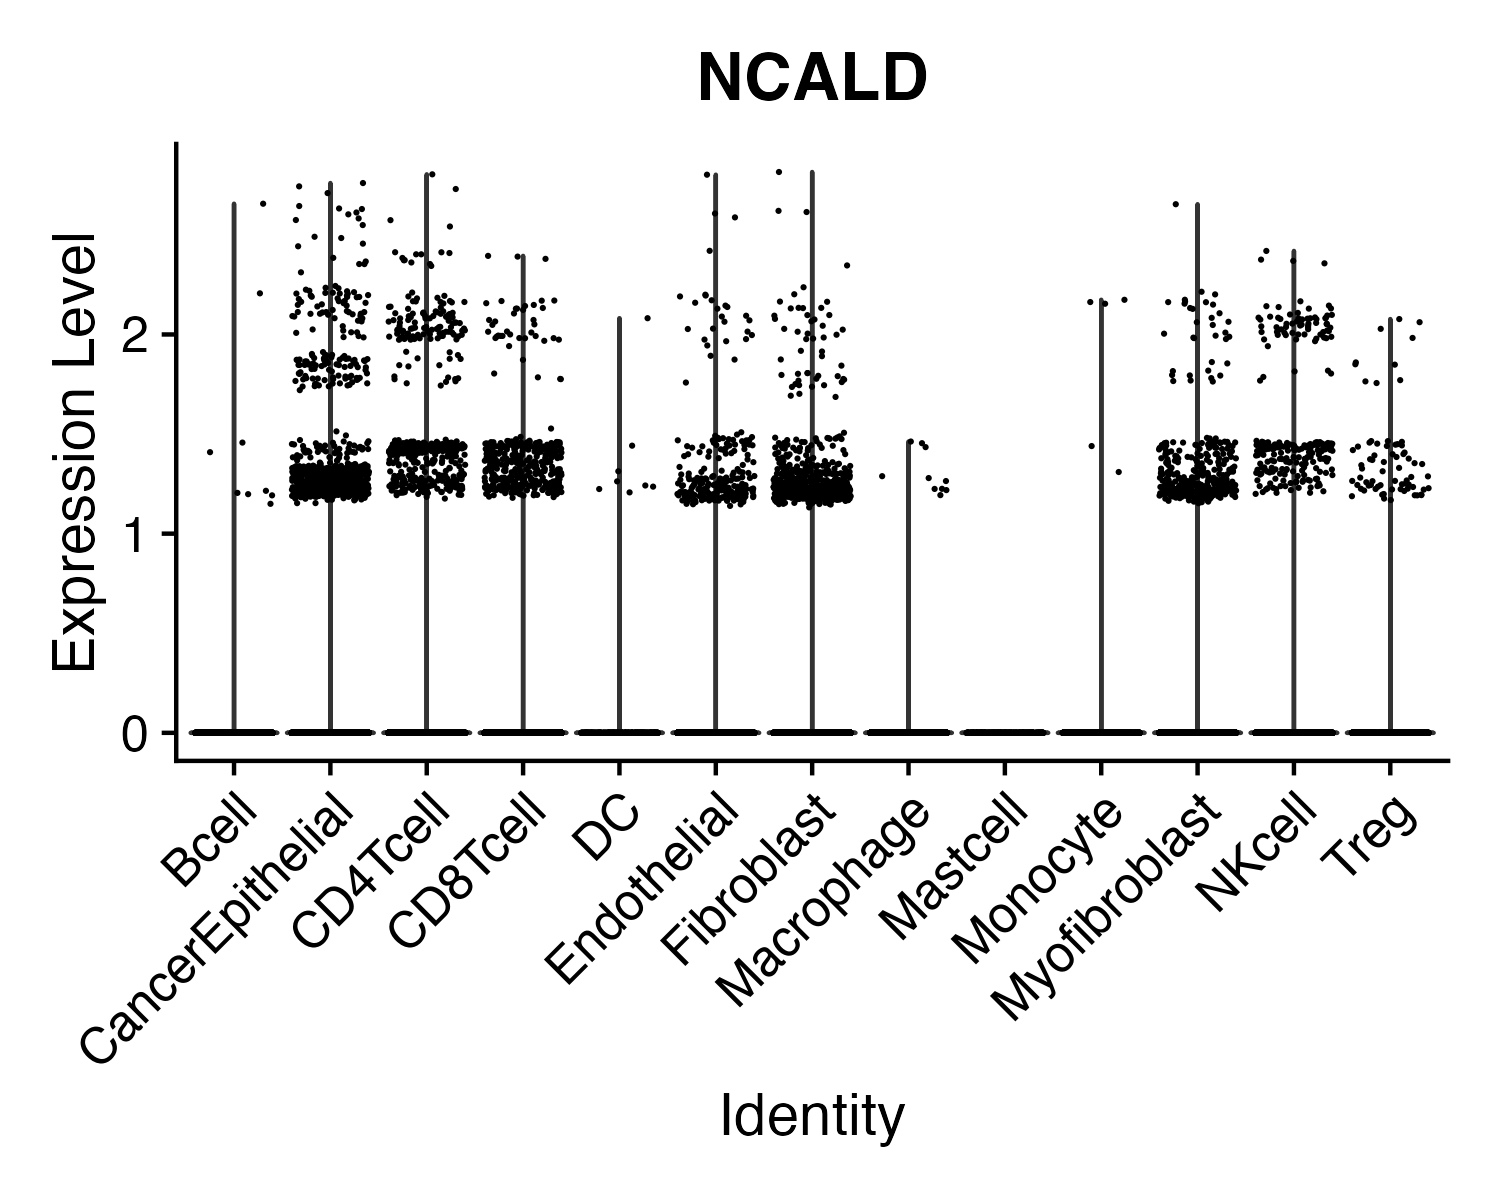 NCALD
Expression Level
2
1
0
Bcell
CancerEpithelial
CD4Tcell
CD8Tcell
DC
Endothelial
Fibroblast
Macrophage
Mastcell
Monocyte
Myofibroblast
NKcell
Treg
Identity